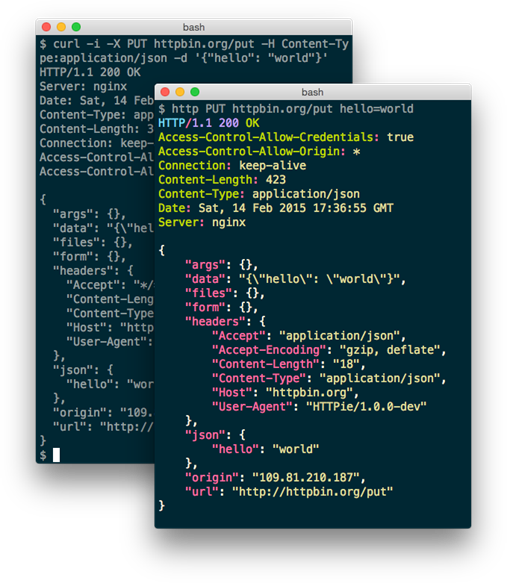 bash
$ curl -i -X PUT httpbin.org/put -H Content-Ty
pe:application/json -d '{"hello": "world"}'
HTTP/1.1 200 OK
Server: nginx
Date: Sat, 14 Feb
Content-Type: app
Content-Length: 3
Connection: keep-
Access-Control-Al
Access-Control-Al
{
"args": {},
"data": "{\"hel
"files": {},
"form": {},
"headers": {
"Accept": "*/
"Content-Leng
"Content-Type
"Host": "http
"User-Agent":
},
"json": {
"hello": "wor
},
"origin": "109.
"url": "http://
}
$
bash
$ http PUT httpbin.org/put hello=world
HTTP/1.1 200 OK
Access-Control-Allow-Credentials: true
Access-Control-Allow-Origin: *
Connection: keep-alive
Content-Length: 423
Content-Type: application/json
Date: Sat, 14 Feb 2015 17:36:55 GMT
Server: nginx
{
"args": {},
"data": "{\"hello\": \"world\"}",
"files": {},
"form": {},
"headers": {
"Accept": "application/json",
"Accept-Encoding": "gzip, deflate",
"Content-Length": "18",
"Content-Type": "application/json",
"Host": "httpbin.org",
"User-Agent": "HTTPie/1.0.0-dev"
},
"json": {
"hello": "world"
},
"origin": "109.81.210.187",
"url": "http://httpbin.org/put"
}